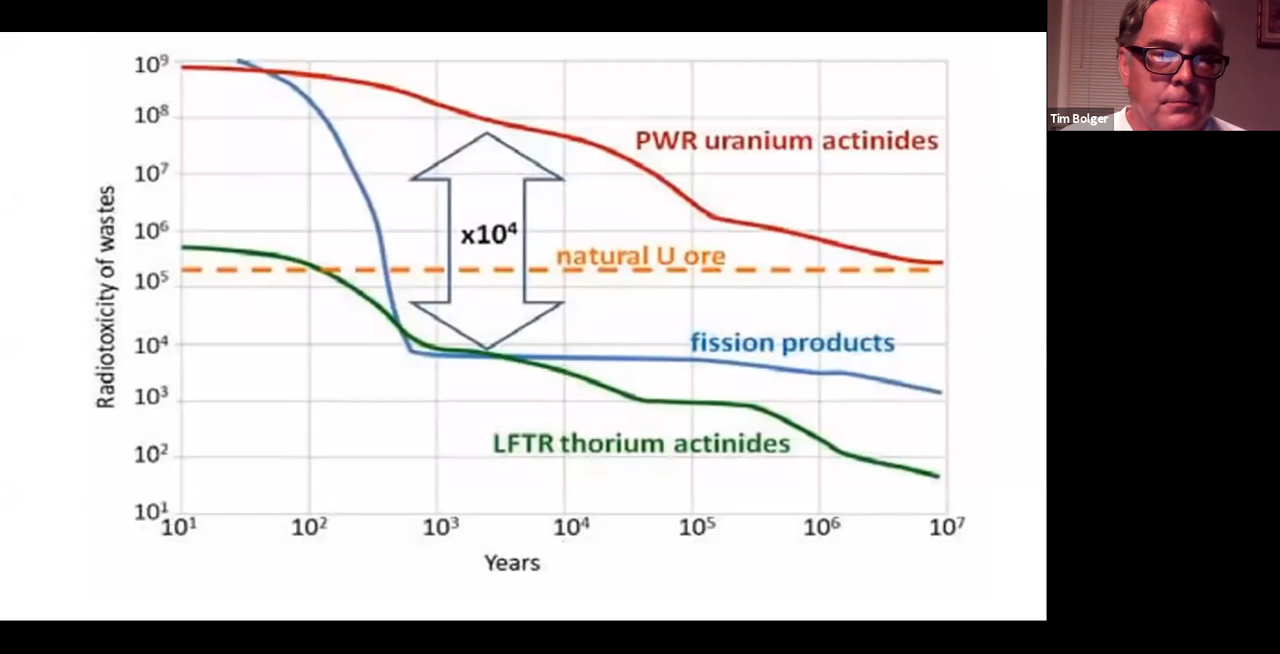 Tim Bolger
10⁹
10⁸
10⁷
10⁶
10⁵
10⁴
10³
10²
10¹
Radiotoxicity of wastes
PWR uranium actinides
x10⁴
natural U ore
fission products
LFTR thorium actinides
10¹ 10² 10³ 10⁴ 10⁵ 10⁶ 10⁷
Years